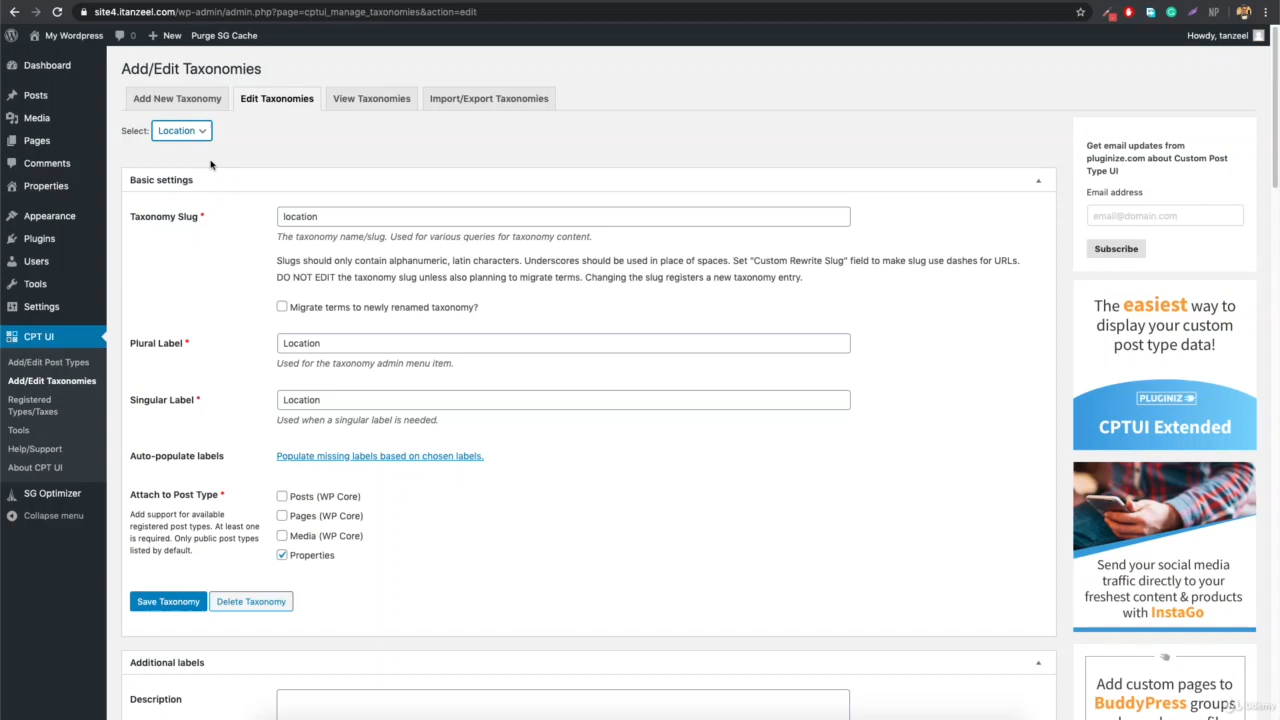 site4.itanzeel.com/wp-admin/admin.php?page=cptui_manage_taxonomies&action=edit
NP
My Wordpress
0
New
Purge SG Cache
Howdy, tanzeel
Dashboard
Posts
Media
Pages
Comments
Properties
Appearance
Plugins
Users
Tools
Settings
CPT UI
Add/Edit Post Types
Add/Edit Taxonomies
Registered
Types/Taxes
Tools
Help/Support
About CPT UI
SG Optimizer
Collapse menu
Add/Edit Taxonomies
Add New Taxonomy
Edit Taxonomies
View Taxonomies
Import/Export Taxonomies
Select: Location
Basic settings
Taxonomy Slug *
location
The taxonomy name/slug. Used for various queries for taxonomy content.
Slugs should only contain alphanumeric, latin characters. Underscores should be used in place of spaces. Set "Custom Rewrite Slug" field to make slug use dashes for URLs.
DO NOT EDIT the taxonomy slug unless also planning to migrate terms. Changing the slug registers a new taxonomy entry.
Migrate terms to newly renamed taxonomy?
Plural Label *
Location
Used for the taxonomy admin menu item.
Singular Label *
Location
Used when a singular label is needed.
Auto-populate labels
Populate missing labels based on chosen labels.
Attach to Post Type *
Add support for available
registered post types. At least one
is required. Only public post types
listed by default.
Posts (WP Core)
Pages (WP Core)
Media (WP Core)
Properties
Save Taxonomy
Delete Taxonomy
Additional labels
Description
Get email updates from
pluginize.com about Custom Post
Type UI
Email address
email@domain.com
Subscribe
The easiest way to
display your custom
post type data!
PLUGINIZE
CPTUI Extended
Send your social media
traffic directly to your
freshest content & products
with InstaGo
Add custom pages to
BuddyPress groups
Udemy